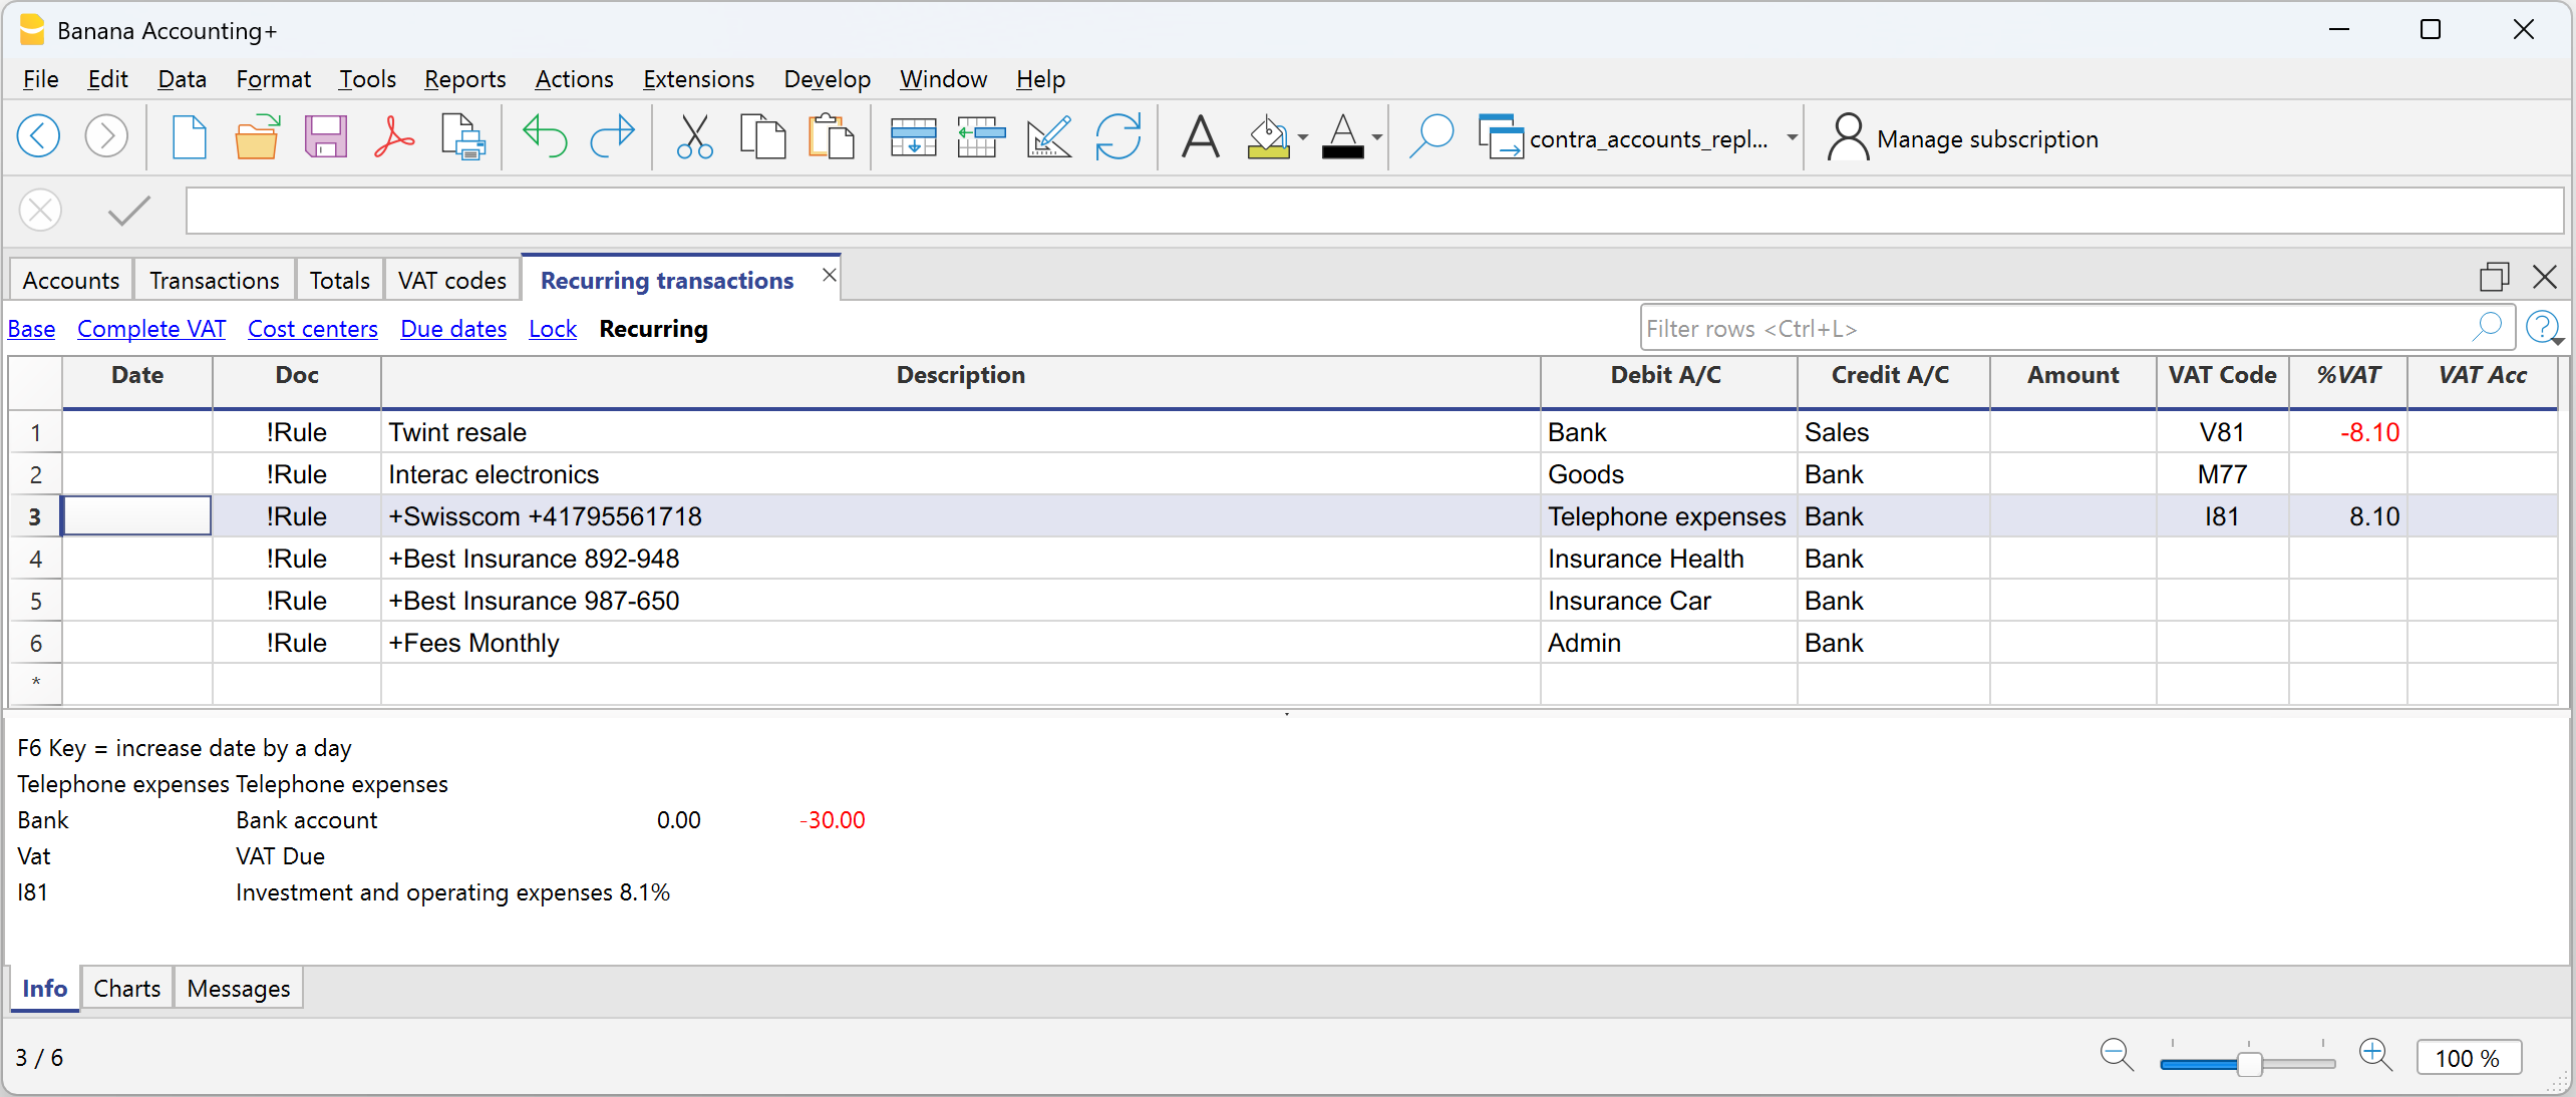 Banana Accounting+
File Edit Data Format Tools Reports Actions Extensions Develop Window Help
contra_accounts_repl... Manage subscription
Accounts Transactions Totals VAT codes Recurring transactions
Base Complete VAT Cost centers Due dates Lock Recurring Filter rows <Ctrl+L>
Date Doc Description Debit A/C Credit A/C Amount VAT Code %VAT VAT Acc
1 !Rule Twint resale Bank Sales V81 -8.10
2 !Rule Interac electronics Goods Bank M77
3 !Rule +Swisscom +41795561718 Telephone expenses Bank I81 8.10
4 !Rule +Best Insurance 892-948 Insurance Health Bank
5 !Rule +Best Insurance 987-650 Insurance Car Bank
6 !Rule +Fees Monthly Admin Bank
*
F6 Key = increase date by a day
Telephone expenses Telephone expenses
Bank Bank account 0.00 -30.00
Vat VAT Due
I81 Investment and operating expenses 8.1%
Info Charts Messages
3 / 6 100 %